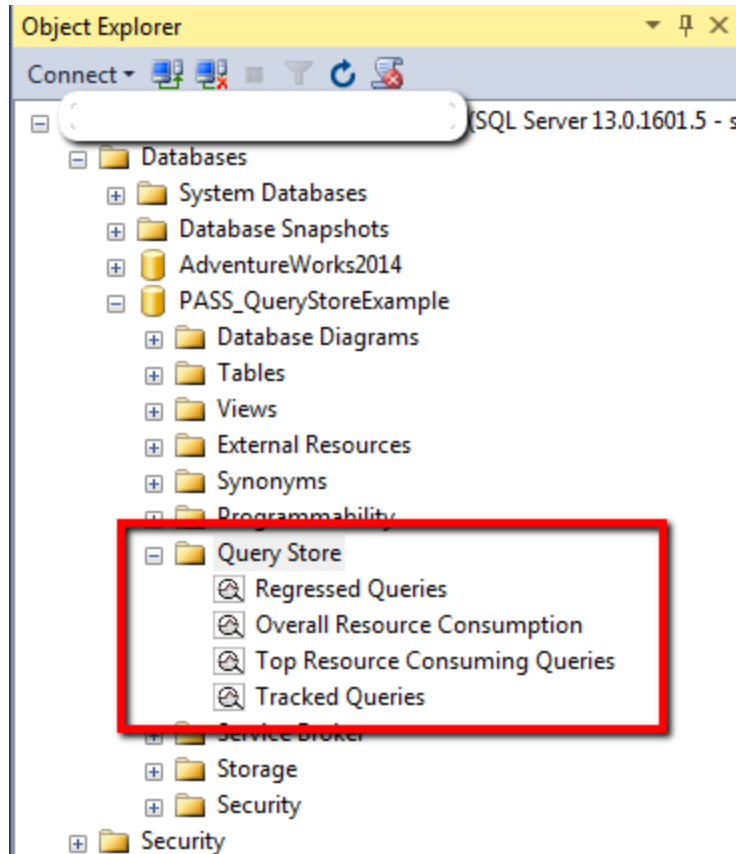 Object Explorer
Connect
(SQL Server 13.0.1601.5 - s
Databases
System Databases
Database Snapshots
AdventureWorks2014
PASS_QueryStoreExample
Database Diagrams
Tables
Views
External Resources
Synonyms
Programmability
Query Store
Regressed Queries
Overall Resource Consumption
Top Resource Consuming Queries
Tracked Queries
Service Broker
Storage
Security
Security